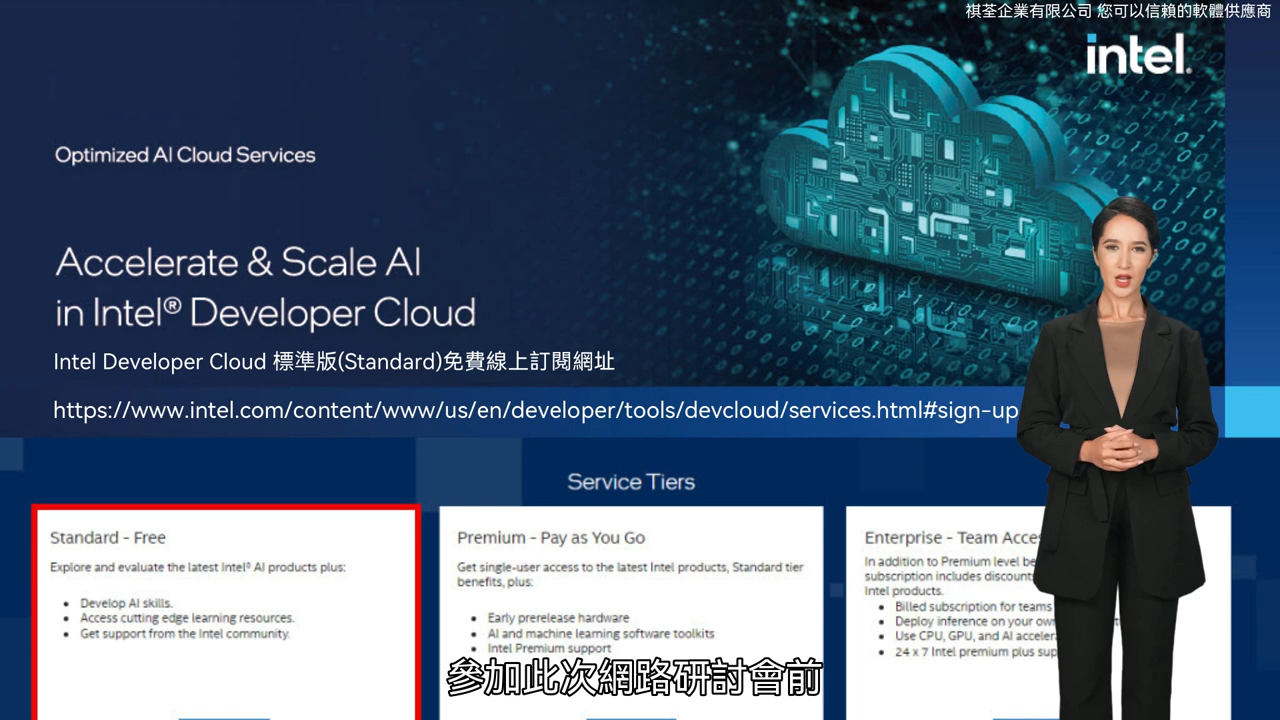 祺荃企業有限公司 您可以信賴的軟體供應商
intel.
Optimized AI Cloud Services
Accelerate & Scale AI
in Intel® Developer Cloud
Intel Developer Cloud 標準版(Standard)免費線上訂閱網址
https://www.intel.com/content/www/us/en/developer/tools/devcloud/services.html#sign-up
Service Tiers
Standard - Free
Explore and evaluate the latest Intel® AI products plus:
• Develop AI skills.
• Access cutting edge learning resources.
• Get support from the Intel community.
Premium - Pay as You Go
Get single-user access to the latest Intel products, Standard tier
benefits, plus:
• Early prerelease hardware
• AI and machine learning software toolkits
• Intel Premium support
Enterprise - Team
In addition to Premium level
subscription includes
Intel products.
• Billed subscription for teams
• Deploy inference on your
• Use CPU, GPU, and AI
• 24 x 7 Intel premium plus
參加此次網路研討會前